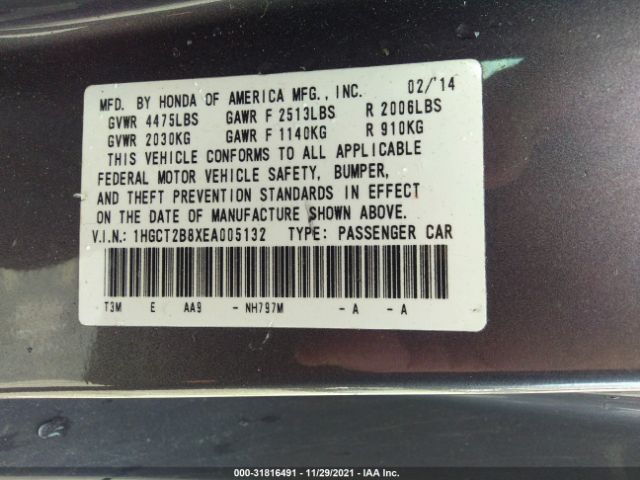 MFD. BY HONDA OF AMERICA MFG., INC. 02/'14
GVWR 4475LBS GAWR F 2513LBS R 2006LBS
GVWR 2030KG GAWR F 1140KG R 910KG
THIS VEHICLE CONFORMS TO ALL APPLICABLE
FEDERAL MOTOR VEHICLE SAFETY, BUMPER,
AND THEFT PREVENTION STANDARDS IN EFFECT
ON THE DATE OF MANUFACTURE SHOWN ABOVE.
V.I.N.: 1HGCT2B8XEA005132 TYPE: PASSENGER CAR
T3M E AA9 - NH797M - A - A
000-31816491 - 11/29/2021 - IAA Inc.